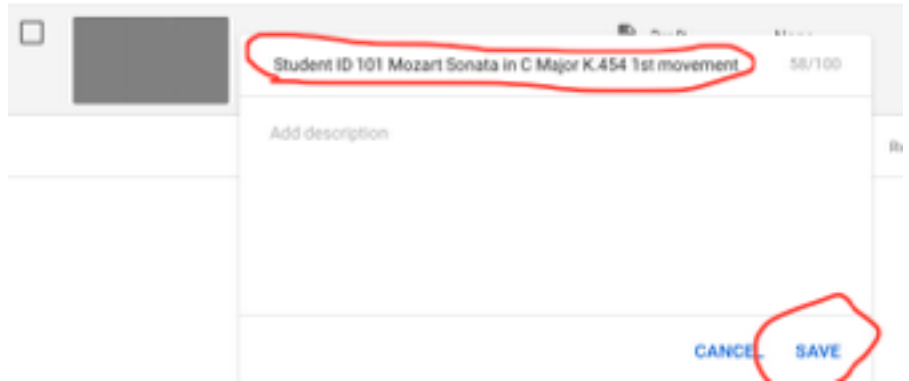 Student ID 101 Mozart Sonata in C Major K.454 1st movement 58/100
Add description
CANCEL SAVE